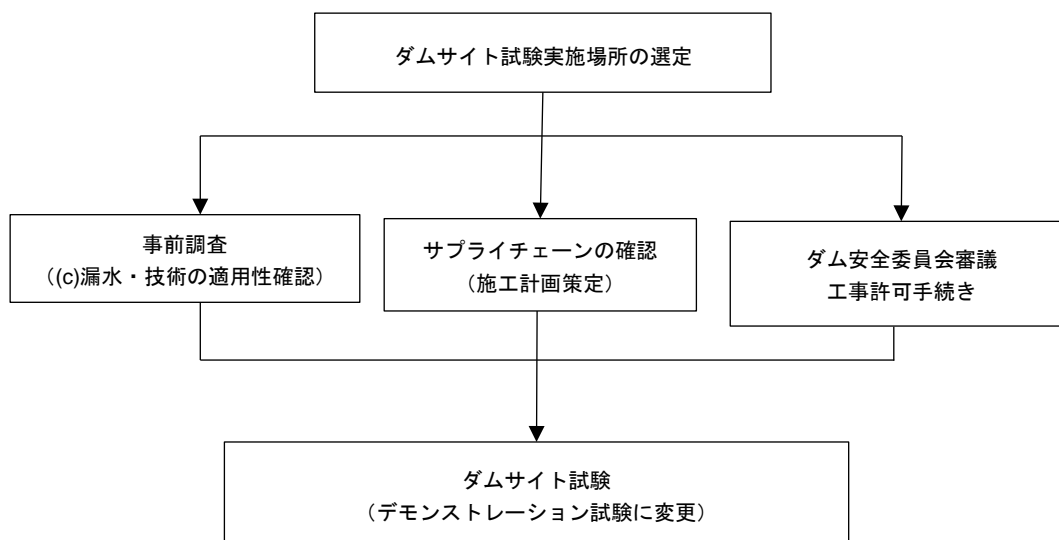 ダムサイト試験実施場所の選定
事前調査
（(c)漏水・技術の適用性確認）
サプライチェーンの確認
（施工計画策定）
ダム安全委員会審議
工事許可手続き
ダムサイト試験
（デモンストレーション試験に変更）